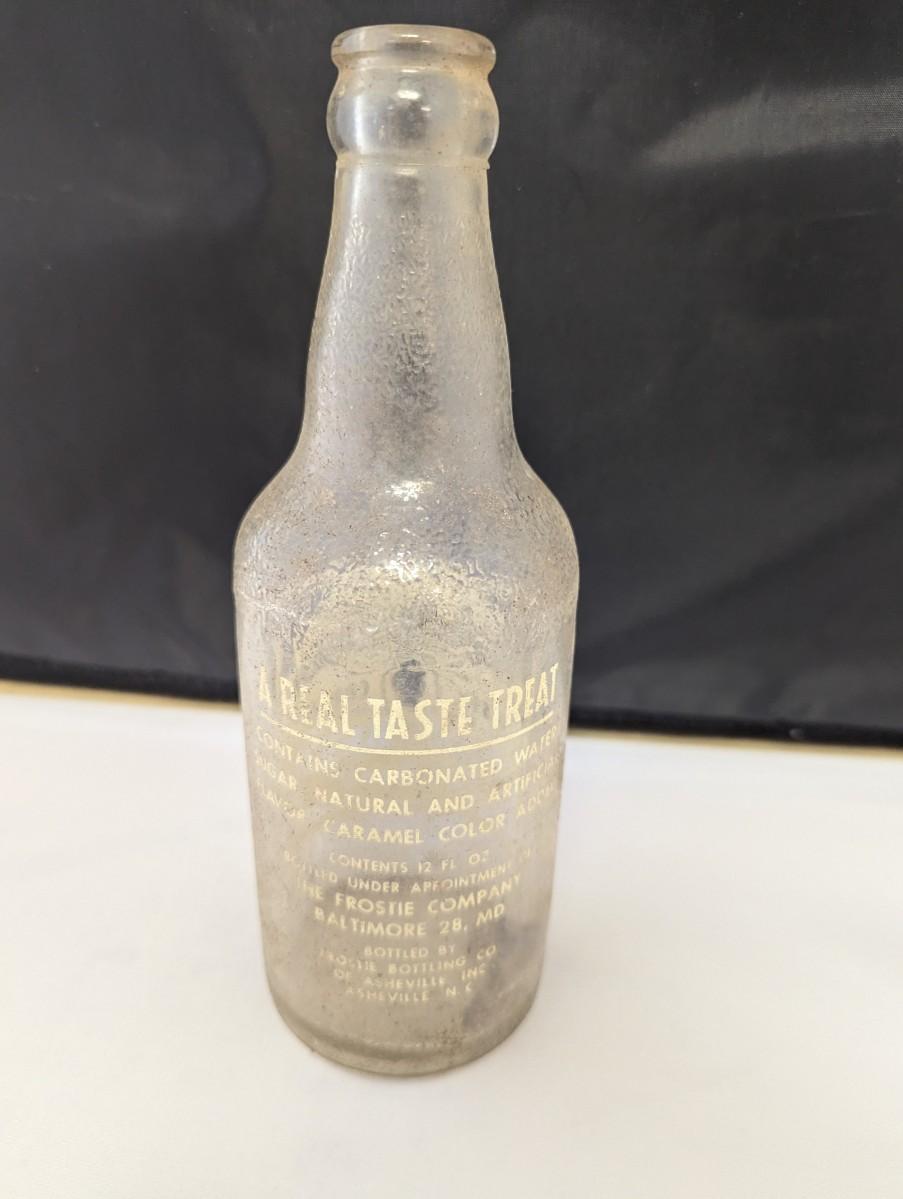 A REAL TASTE TREAT
CONTAINS CARBONATED WATER
SUGAR NATURAL AND ARTIFICIAL
FLAVOR CARAMEL COLOR ADDED
CONTENTS 12 FL OZ
BOTTLED UNDER APPOINTMENT OF
THE FROSTIE COMPANY
BALTIMORE 28, MD
BOTTLED BY
FROSTIE BOTTLING CO
OF ASHEVILLE INC
ASHEVILLE N.C.